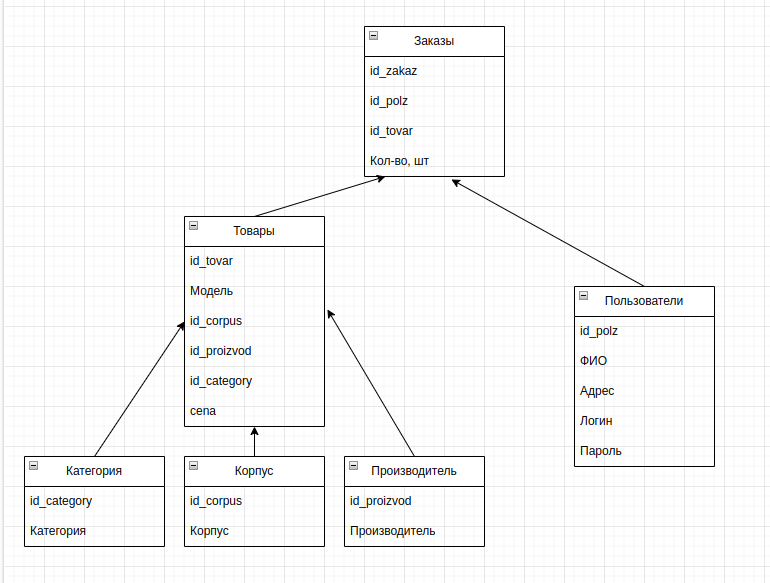 Заказы
id_zakaz
id_polz
id_tovar
Кол-во, шт
Товары
id_tovar
Модель
id_corpus
id_proizvod
id_category
cena
Пользователи
id_polz
ФИО
Адрес
Логин
Пароль
Категория
id_category
Категория
Корпус
id_corpus
Корпус
Производитель
id_proizvod
Производитель